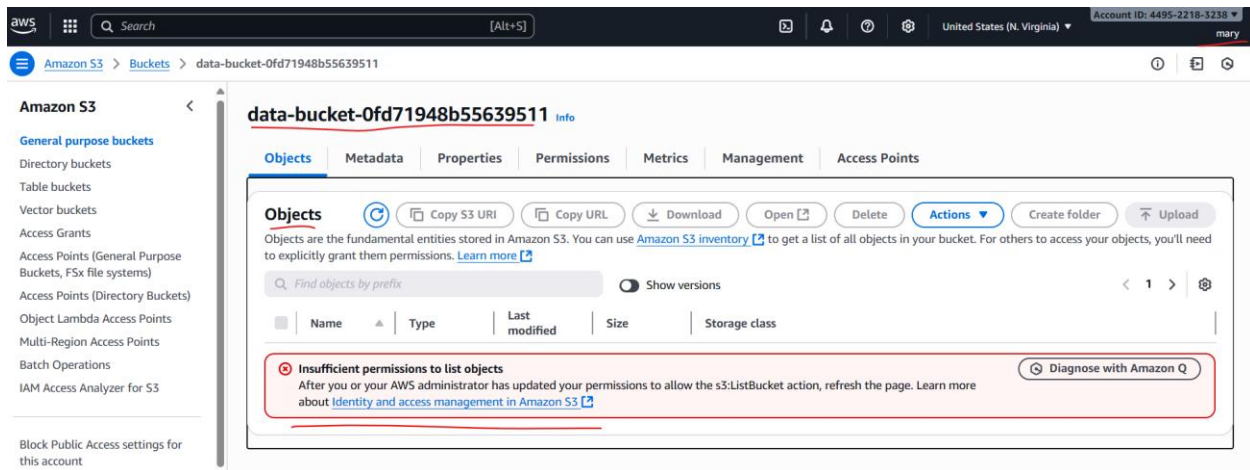 aws
Search
[Alt+S]
United States (N. Virginia)
Account ID: 4495-2218-3238
mary
Amazon S3 > Buckets > data-bucket-0fd71948b55639511
Amazon S3
General purpose buckets
Directory buckets
Table buckets
Vector buckets
Access Grants
Access Points (General Purpose
Buckets, FSx file systems)
Access Points (Directory Buckets)
Object Lambda Access Points
Multi-Region Access Points
Batch Operations
IAM Access Analyzer for S3
Block Public Access settings for
this account
data-bucket-0fd71948b55639511 Info
Objects Metadata Properties Permissions Metrics Management Access Points
Objects
Copy S3 URI Copy URL Download Open Delete Actions Create folder Upload
Objects are the fundamental entities stored in Amazon S3. You can use Amazon S3 inventory to get a list of all objects in your bucket. For others to access your objects, you'll need
to explicitly grant them permissions. Learn more
Find objects by prefix
Show versions
1
Name Type Last modified Size Storage class
Insufficient permissions to list objects
Diagnose with Amazon Q
After you or your AWS administrator has updated your permissions to allow the s3:ListBucket action, refresh the page. Learn more
about Identity and access management in Amazon S3